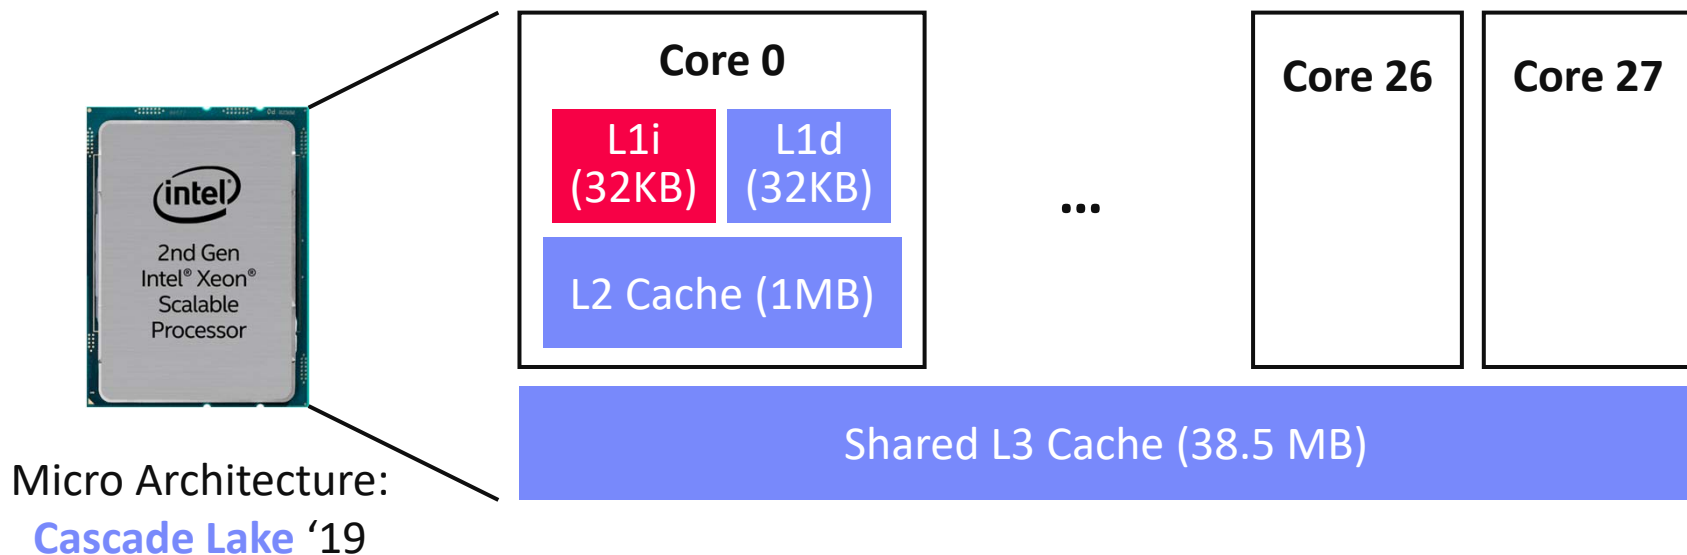 Core 0
Core 26
Core 27
L1i
(32KB)
L1d
(32KB)
...
L2 Cache (1MB)
Shared L3 Cache (38.5 MB)
(intel)
2nd Gen
Intel® Xeon®
Scalable
Processor
Micro Architecture:
Cascade Lake ‘19